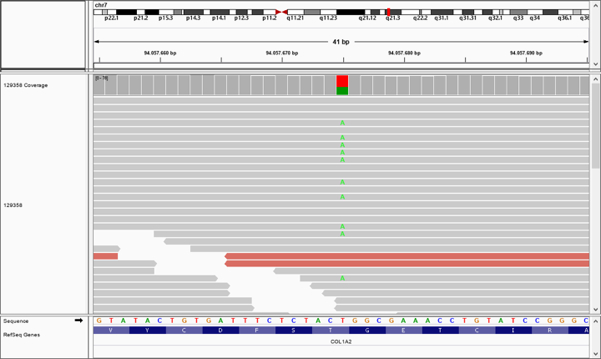 chr7
p22.1 p21.2 p15.3 p14.3 p14.1 p12.3 p11.2 q11.21 q11.23 q21.12 q21.3 q22.2 q31.1 q31.31 q32.1 q33 q34 q36.1
41 bp
94.057.660 bp 94.057.670 bp 94.057.680 bp 94.057.690 bp
129358 Coverage
A
A
A
A
A
A
A
A
A
A
129358
Sequence G T A T A C T G T G A T T T C T C T A C T G G C G A A A C C T G T A T C C G G G C
RefSeq Genes V Y C D F S T G E T C I R A
COL1A2